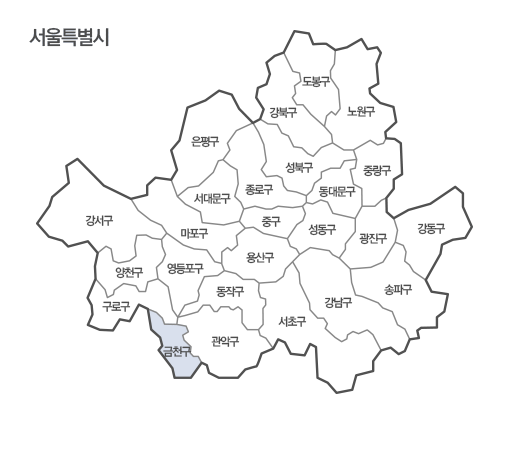 서울특별시
도봉구
강북구
노원구
은평구
성북구
중랑구
종로구
동대문구
서대문구
강서구
중구
성동구
강동구
마포구
광진구
용산구
양천구
영등포구
동작구
송파구
구로구
강남구
서초구
관악구
금천구